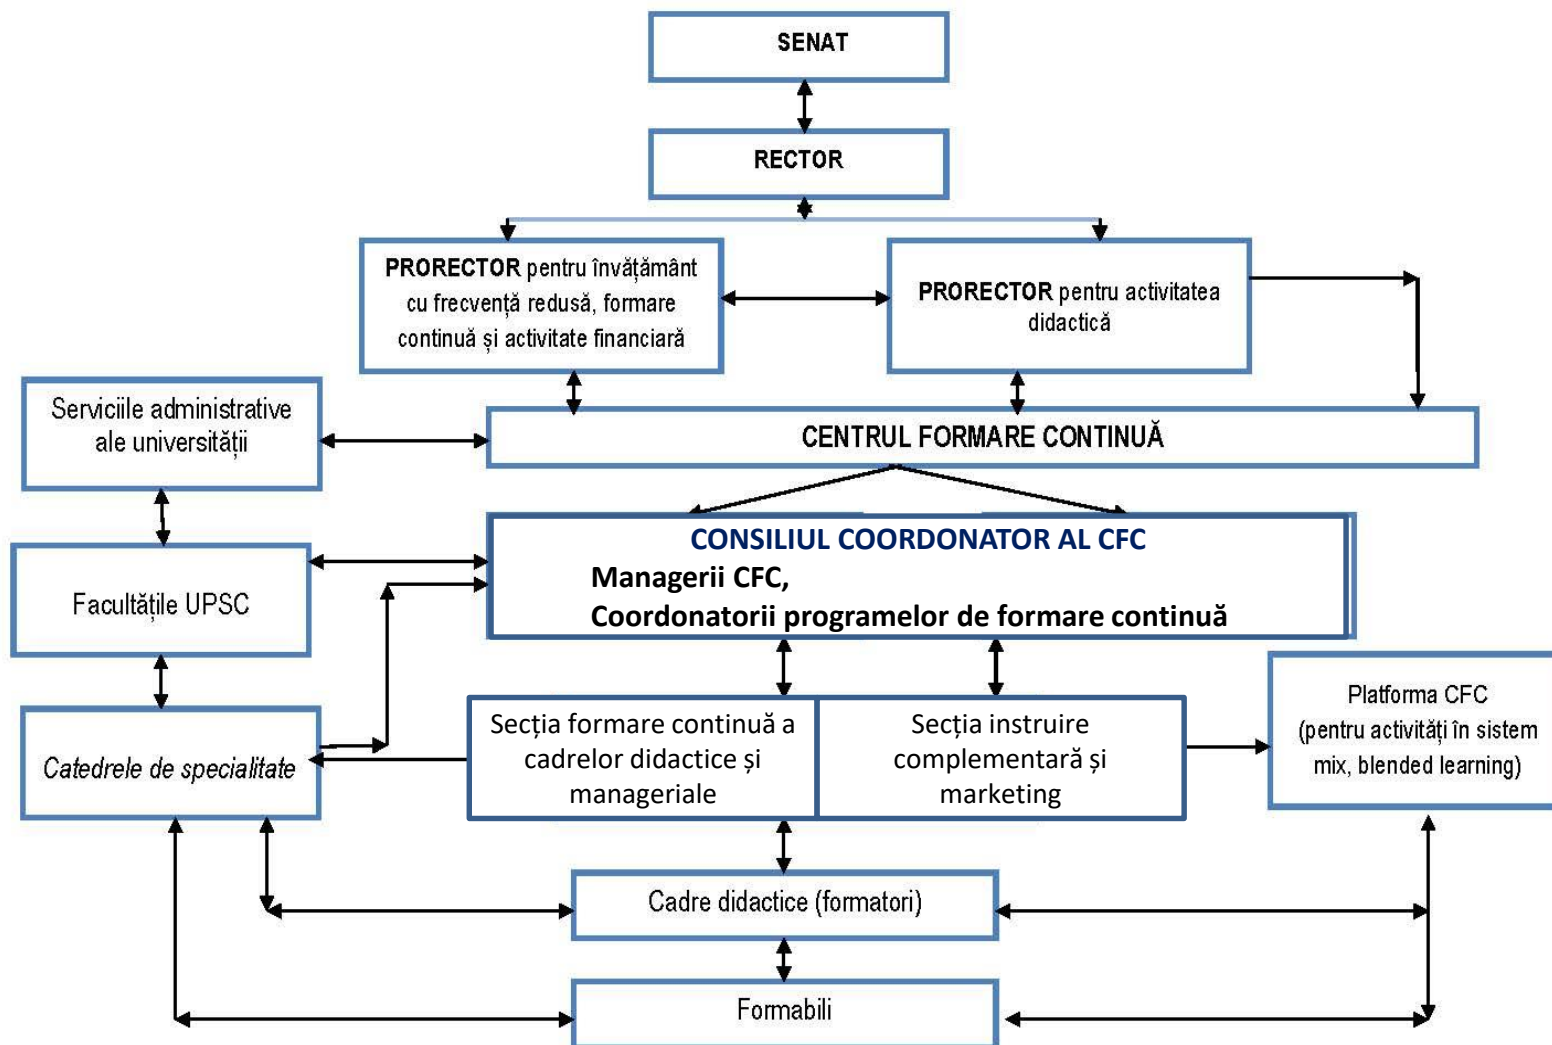 SENAT
RECTOR
PRORECTOR pentru învățământ
cu frecvență redusă, formare
continuă și activitate financiară
PRORECTOR pentru activitatea
didactică
Serviciile administrative
ale universității
CENTRUL FORMARE CONTINUĂ
CONSILIUL COORDONATOR AL CFC
Managerii CFC,
Coordonatorii programelor de formare continuă
Facultățile UPSC
Secția formare continuă a
cadrelor didactice și
manageriale
Secția instruire
complementară și
marketing
Platforma CFC
(pentru activități în sistem
mix, blended learning)
Catedrele de specialitate
Cadre didactice (formatori)
Formabili